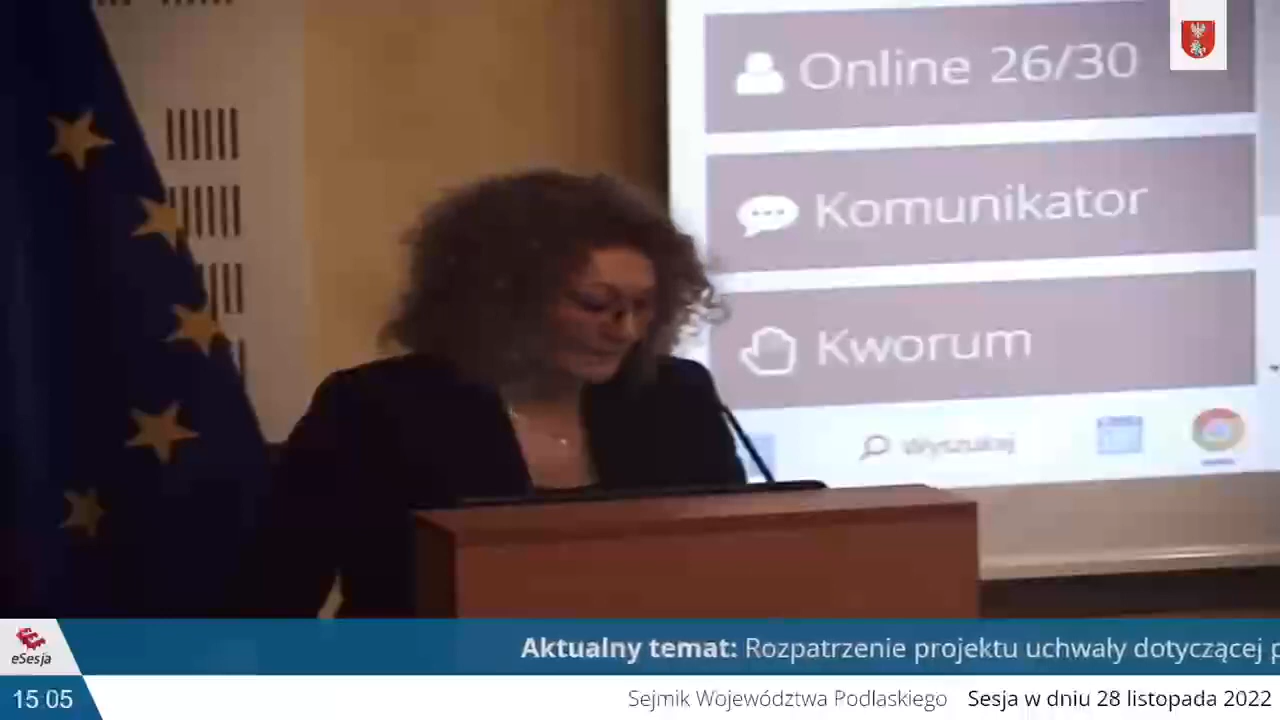 Online 26/30
Komunikator
Kworum
Wyszukaj
Aktualny temat: Rozpatrzenie projektu uchwały dotyczącej p
eSesja
15:05
Sejmik Województwa Podlaskiego Sesja w dniu 28 listopada 2022